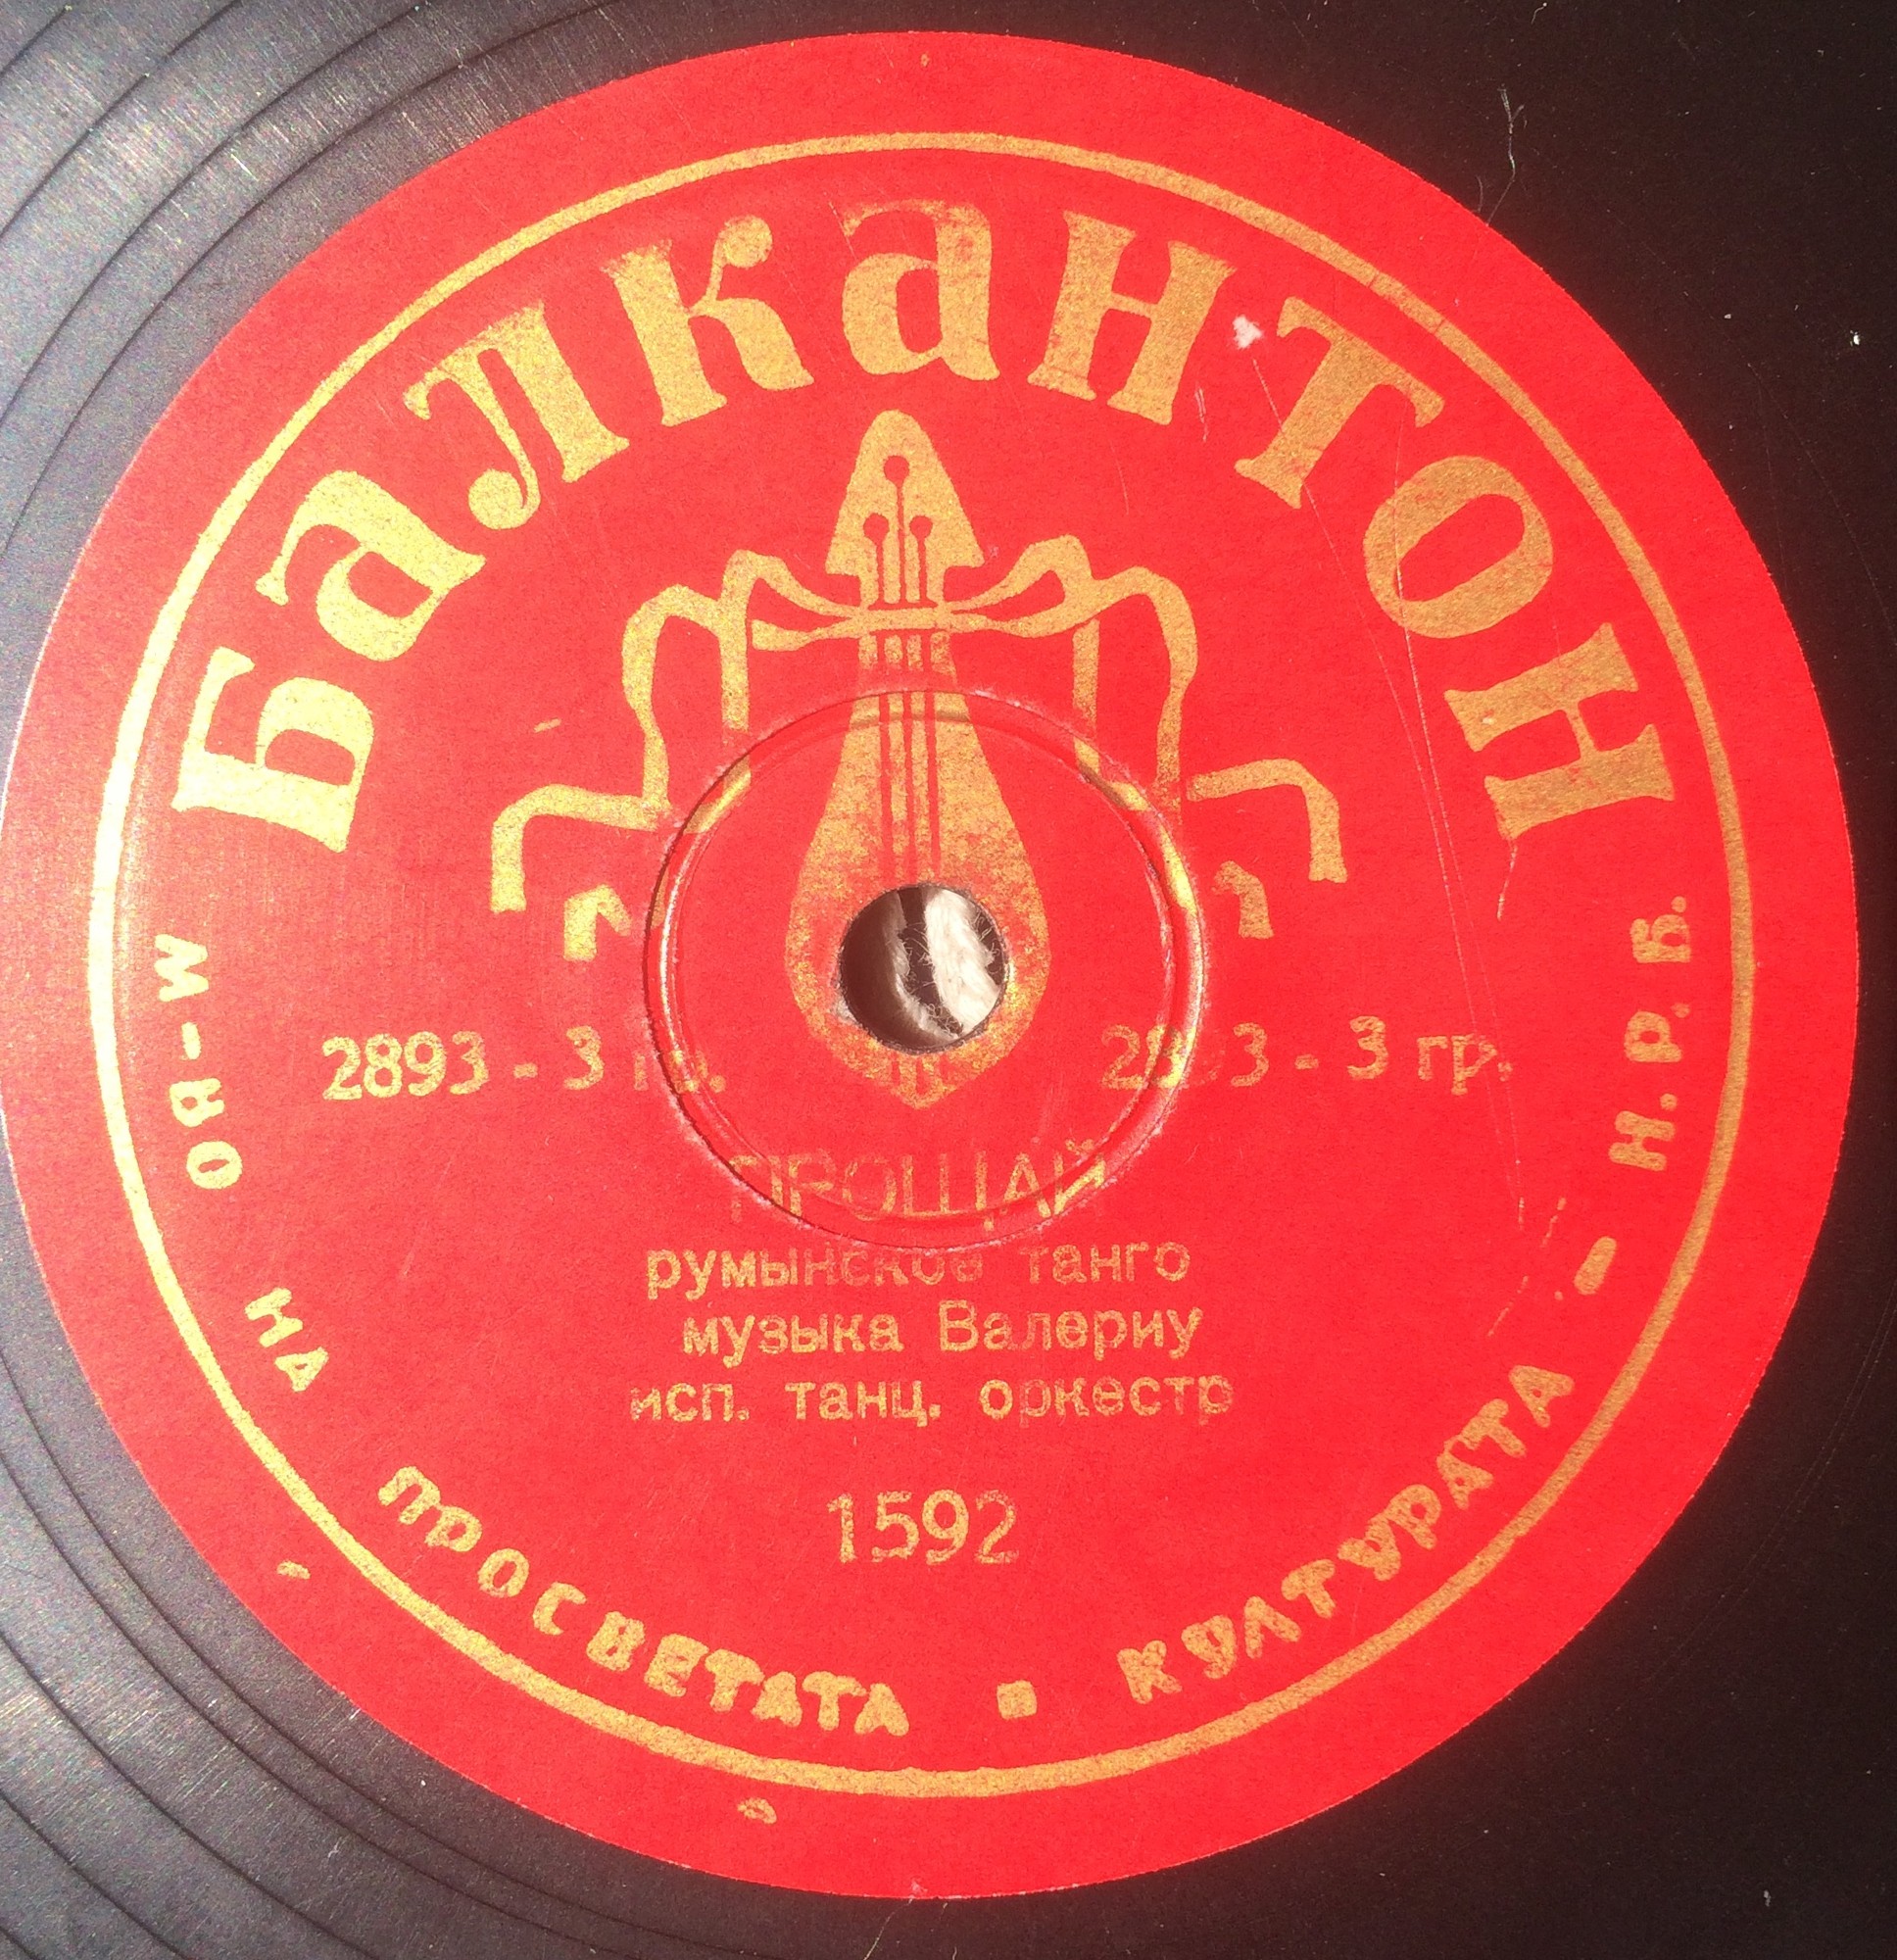 Балкантон
2893 - 3 гр.
2893 - 3 гр.
ПРОЩАЙ
румынское танго
музыка Валериу
исп. танц. оркестр
1592
М-ВО НА ПРОСВЕТАТА ▪ КУЛТУРАТА – Н.Р.Б.